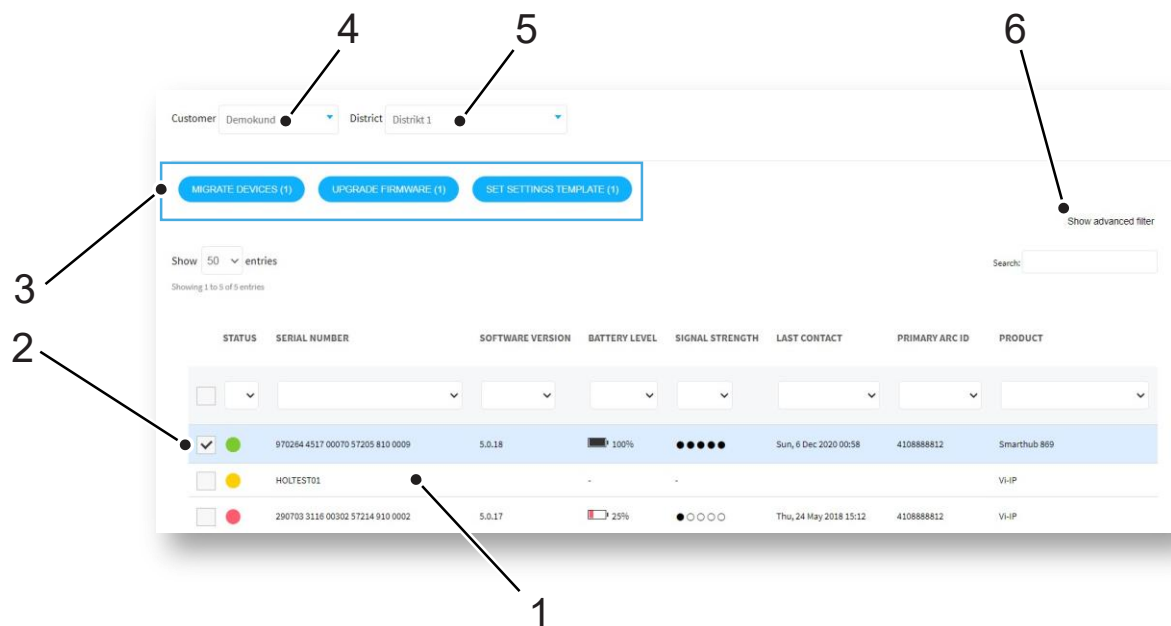 4 5 6
Customer Demokund District Distrikt 1
MIGRATE DEVICES (1) UPGRADE FIRMWARE (1) SET SETTINGS TEMPLATE (1)
Show advanced filter
Show 50 entries Search:
3
Showing 1 to 5 of 5 entries
2
STATUS SERIAL NUMBER SOFTWARE VERSION BATTERY LEVEL SIGNAL STRENGTH LAST CONTACT PRIMARY ARC ID PRODUCT
970264 4517 00070 57205 810 0009 5.0.18 100% Sun, 6 Dec 2020 00:58 4108888812 Smarthub 869
HOLTEST01 - - Vi-IP
290703 3116 00302 57214 910 0002 5.0.17 25% Thu, 24 May 2018 15:12 4108888812 Vi-IP
1